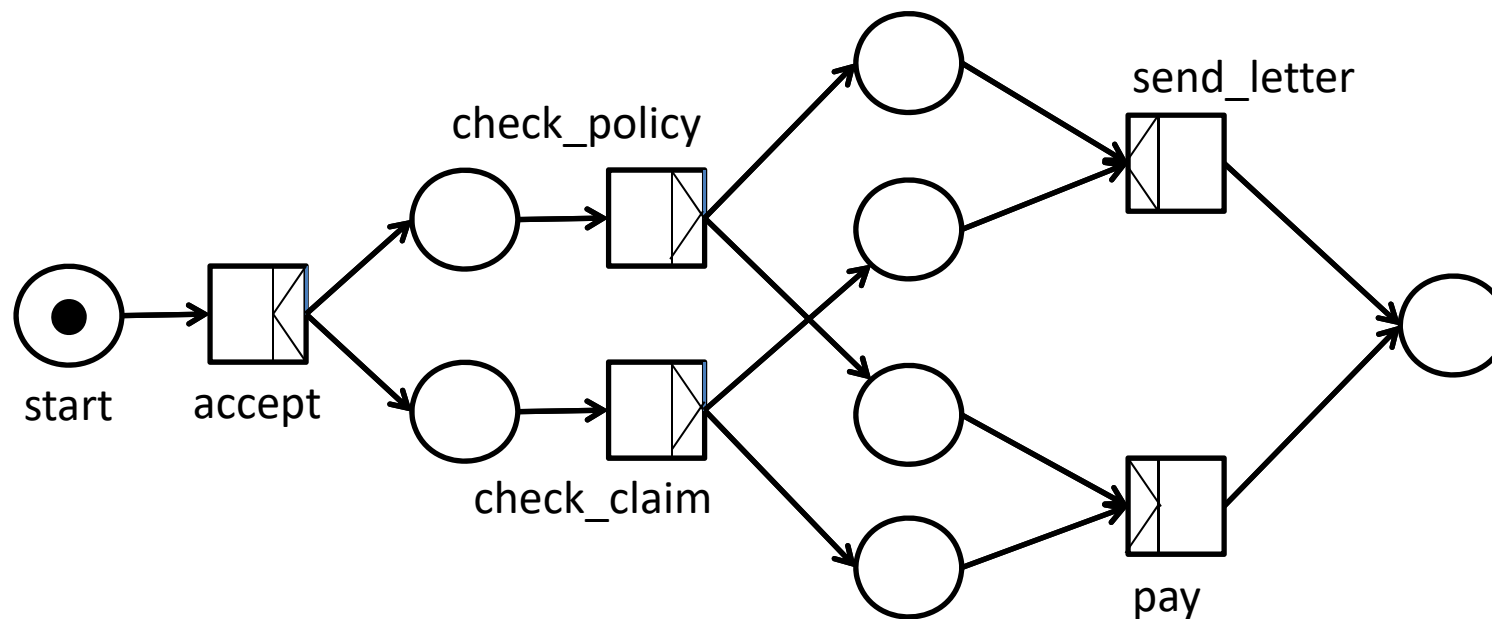 send_letter
check_policy
start
accept
check_claim
pay